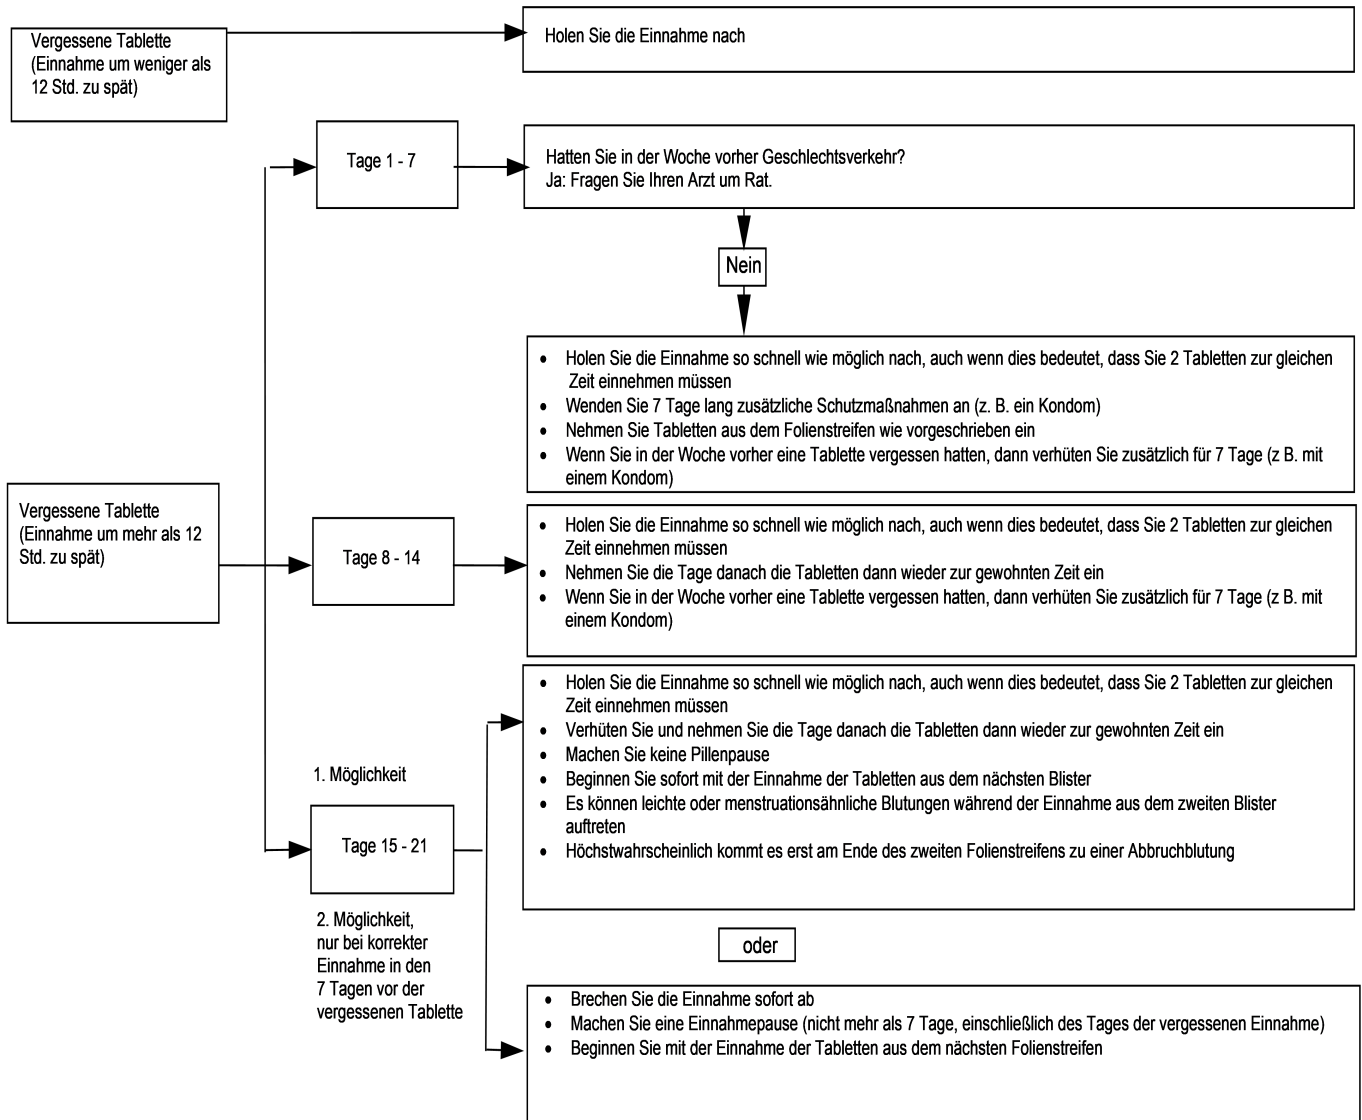 Vergessene Tablette
(Einnahme um weniger als
12 Std. zu spät)
Holen Sie die Einnahme nach
Tage 1 - 7
Hatten Sie in der Woche vorher Geschlechtsverkehr?
Ja: Fragen Sie Ihren Arzt um Rat.
Nein
• Holen Sie die Einnahme so schnell wie möglich nach, auch wenn dies bedeutet, dass Sie 2 Tabletten zur gleichen
Zeit einnehmen müssen
• Wenden Sie 7 Tage lang zusätzliche Schutzmaßnahmen an (z. B. ein Kondom)
• Nehmen Sie Tabletten aus dem Folienstreifen wie vorgeschrieben ein
• Wenn Sie in der Woche vorher eine Tablette vergessen hatten, dann verhüten Sie zusätzlich für 7 Tage (z B. mit
einem Kondom)
Vergessene Tablette
(Einnahme um mehr als 12
Std. zu spät)
Tage 8 - 14
• Holen Sie die Einnahme so schnell wie möglich nach, auch wenn dies bedeutet, dass Sie 2 Tabletten zur gleichen
Zeit einnehmen müssen
• Nehmen Sie die Tage danach die Tabletten dann wieder zur gewohnten Zeit ein
• Wenn Sie in der Woche vorher eine Tablette vergessen hatten, dann verhüten Sie zusätzlich für 7 Tage (z B. mit
einem Kondom)
1. Möglichkeit
Tage 15 - 21
2. Möglichkeit,
nur bei korrekter
Einnahme in den
7 Tagen vor der
vergessenen Tablette
• Holen Sie die Einnahme so schnell wie möglich nach, auch wenn dies bedeutet, dass Sie 2 Tabletten zur gleichen
Zeit einnehmen müssen
• Verhüten Sie und nehmen Sie die Tage danach die Tabletten dann wieder zur gewohnten Zeit ein
• Machen Sie keine Pillenpause
• Beginnen Sie sofort mit der Einnahme der Tabletten aus dem nächsten Blister
• Es können leichte oder menstruationsähnliche Blutungen während der Einnahme aus dem zweiten Blister
auftreten
• Höchstwahrscheinlich kommt es erst am Ende des zweiten Folienstreifens zu einer Abbruchblutung
oder
• Brechen Sie die Einnahme sofort ab
• Machen Sie eine Einnahmepause (nicht mehr als 7 Tage, einschließlich des Tages der vergessenen Einnahme)
• Beginnen Sie mit der Einnahme der Tabletten aus dem nächsten Folienstreifen